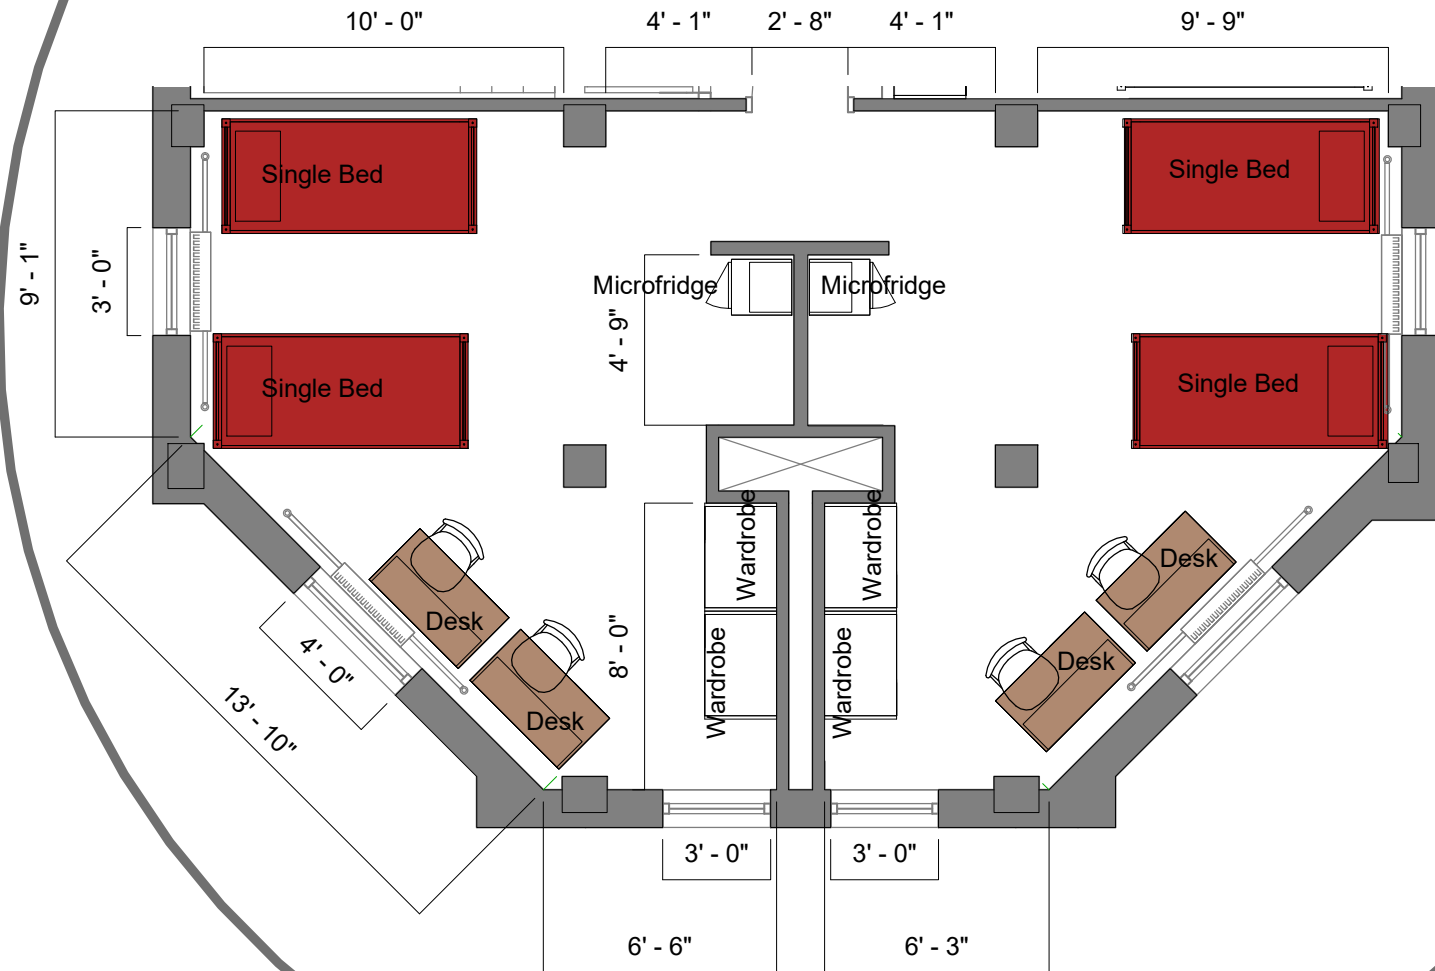 10' - 0"
4' - 1"
2' - 8"
4' - 1"
9' - 9"
Single Bed
Single Bed
9' - 1"
3' - 0"
Microfridge
Microfridge
4' - 9"
Single Bed
Single Bed
Wardrobe
Wardrobe
Desk
Desk
8' - 0"
4' - 0"
Wardrobe
Wardrobe
Desk
Desk
13' - 10"
3' - 0"
3' - 0"
6' - 6"
6' - 3"